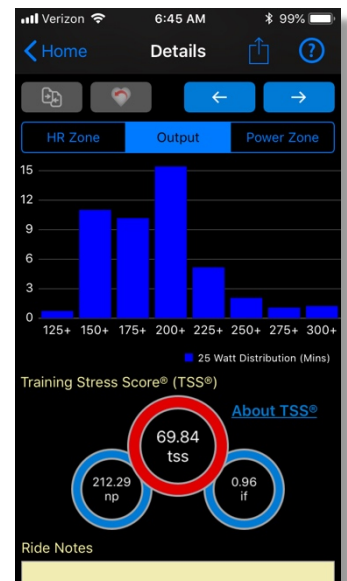 Verizon 6:45 AM 99%
Home Details ?
HR Zone Output Power Zone
15
12
9
6
3
0
125+ 150+ 175+ 200+ 225+ 250+ 275+ 300+
25 Watt Distribution (Mins)
Training Stress Score® (TSS®)
About TSS®
69.84
tss
212.29
np
0.96
if
Ride Notes